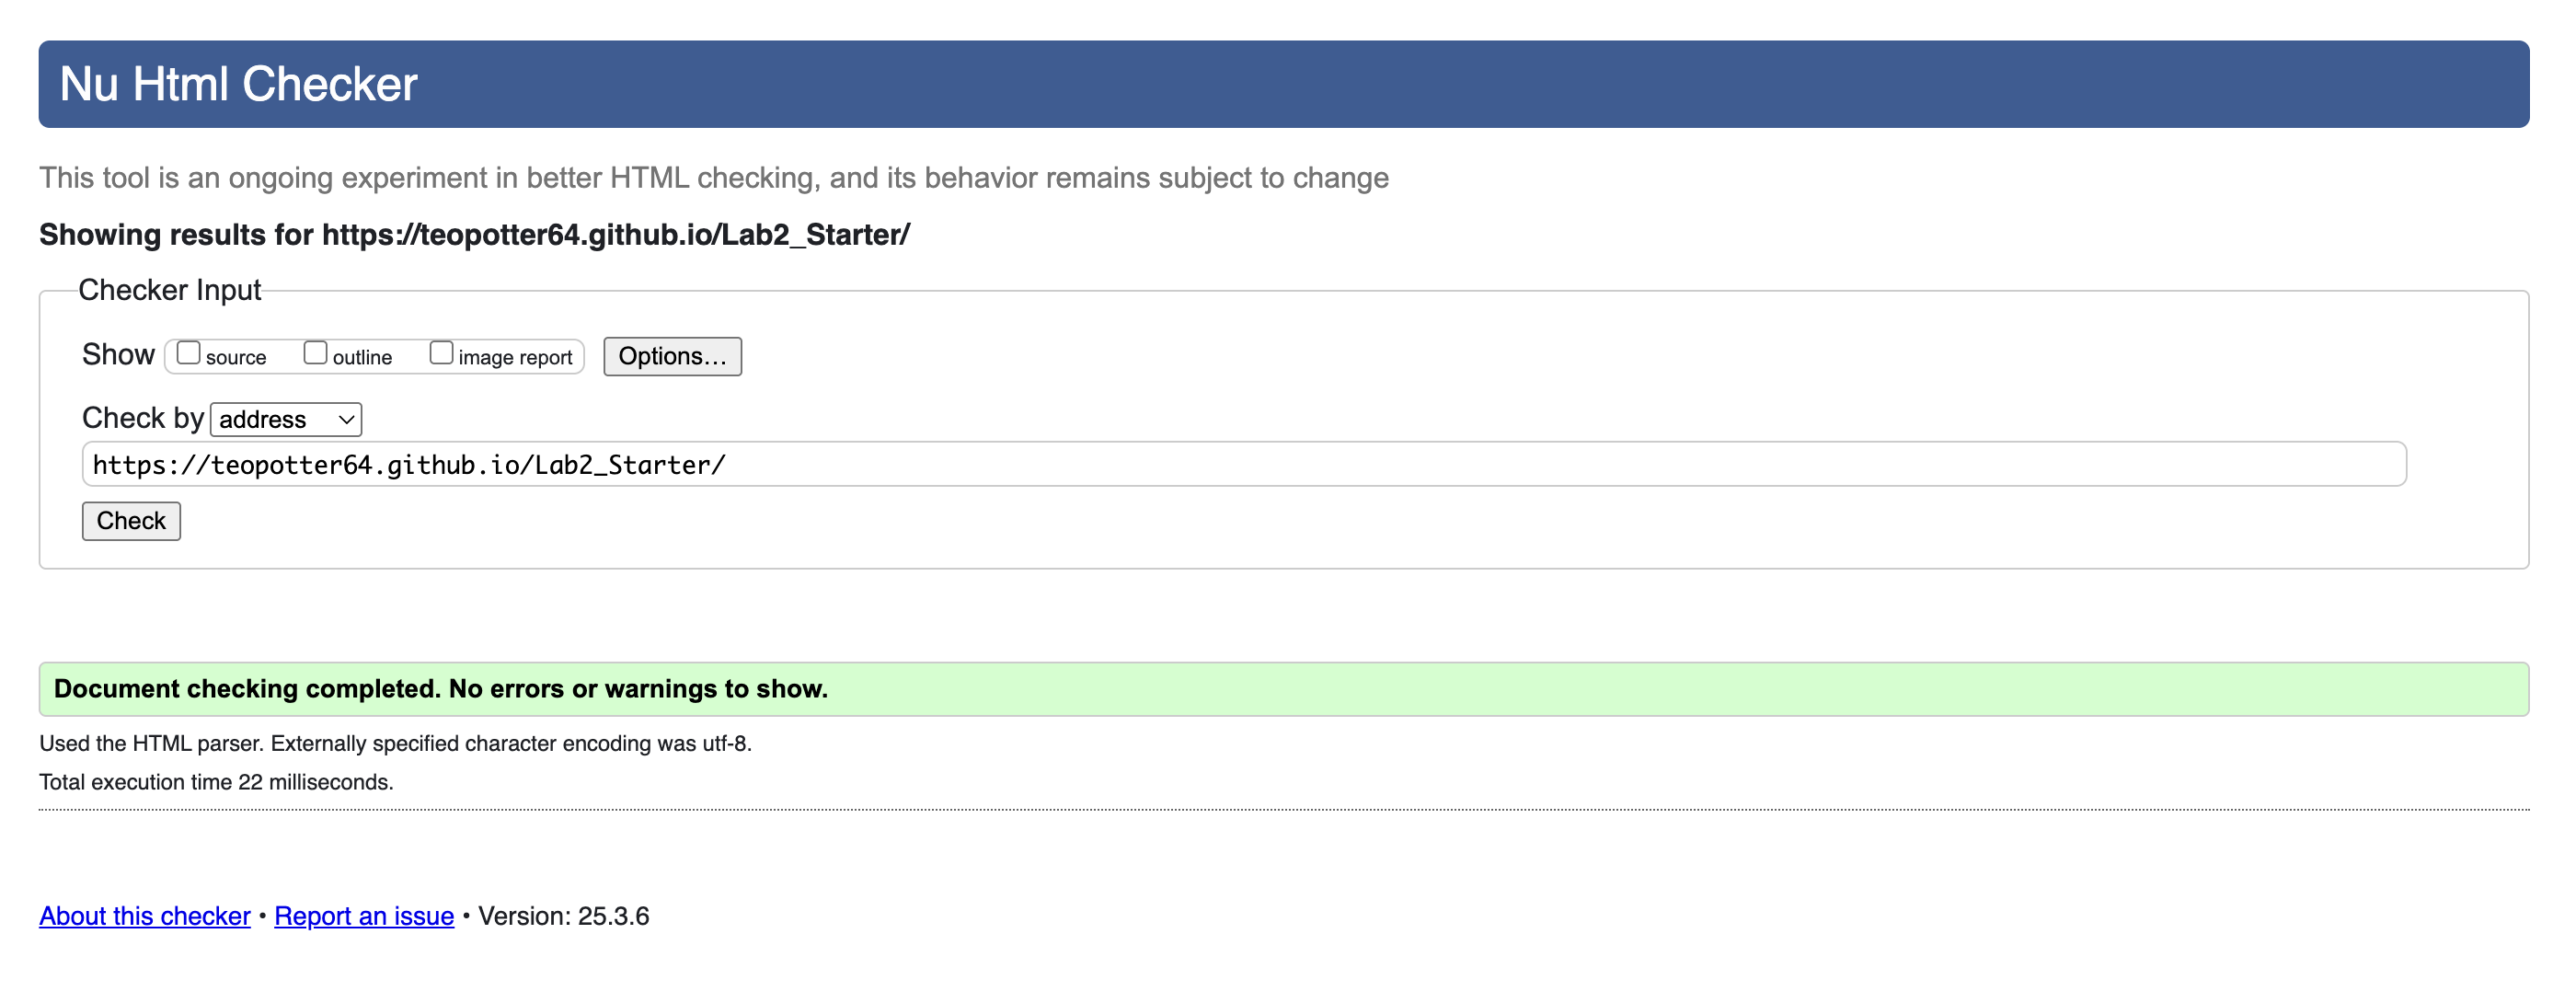 Nu Html Checker
This tool is an ongoing experiment in better HTML checking, and its behavior remains subject to change
Showing results for https://teopotter64.github.io/Lab2_Starter/
Checker Input
Show source outline image report Options…
Check by address
https://teopotter64.github.io/Lab2_Starter/
Check
Document checking completed. No errors or warnings to show.
Used the HTML parser. Externally specified character encoding was utf-8.
Total execution time 22 milliseconds.
About this checker • Report an issue • Version: 25.3.6